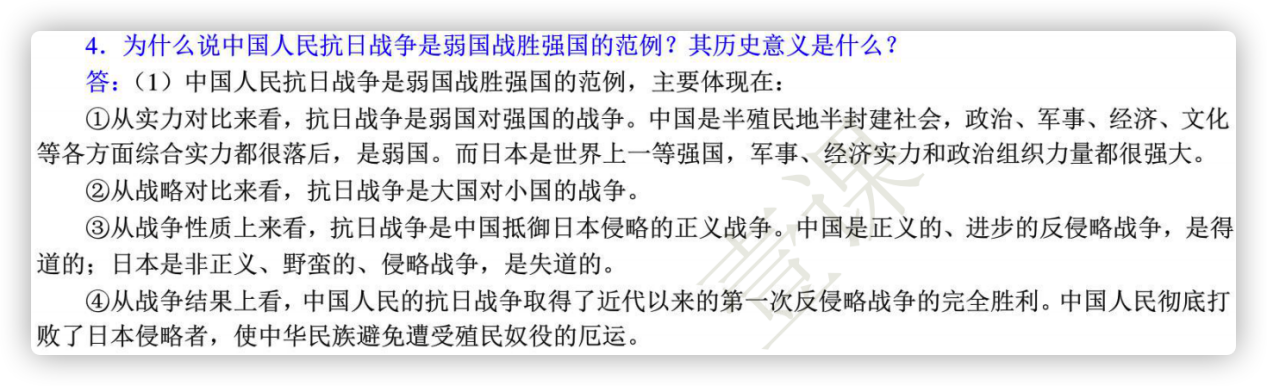 4．为什么说中国人民抗日战争是弱国战胜强国的范例？其历史意义是什么？
答：（1）中国人民抗日战争是弱国战胜强国的范例，主要体现在：
①从实力对比来看，抗日战争是弱国对强国的战争。中国是半殖民地半封建社会，政治、军事、经济、文化
等各方面综合实力都很落后，是弱国。而日本是世界上一等强国，军事、经济实力和政治组织力量都很强大。
②从战略对比来看，抗日战争是大国对小国的战争。
③从战争性质上来看，抗日战争是中国抵御日本侵略的正义战争。中国是正义的、进步的反侵略战争，是得
道的；日本是非正义、野蛮的、侵略战争，是失道的。
④从战争结果上看，中国人民的抗日战争取得了近代以来的第一次反侵略战争的完全胜利。中国人民彻底打
败了日本侵略者，使中华民族避免遭受殖民奴役的厄运。
壹课